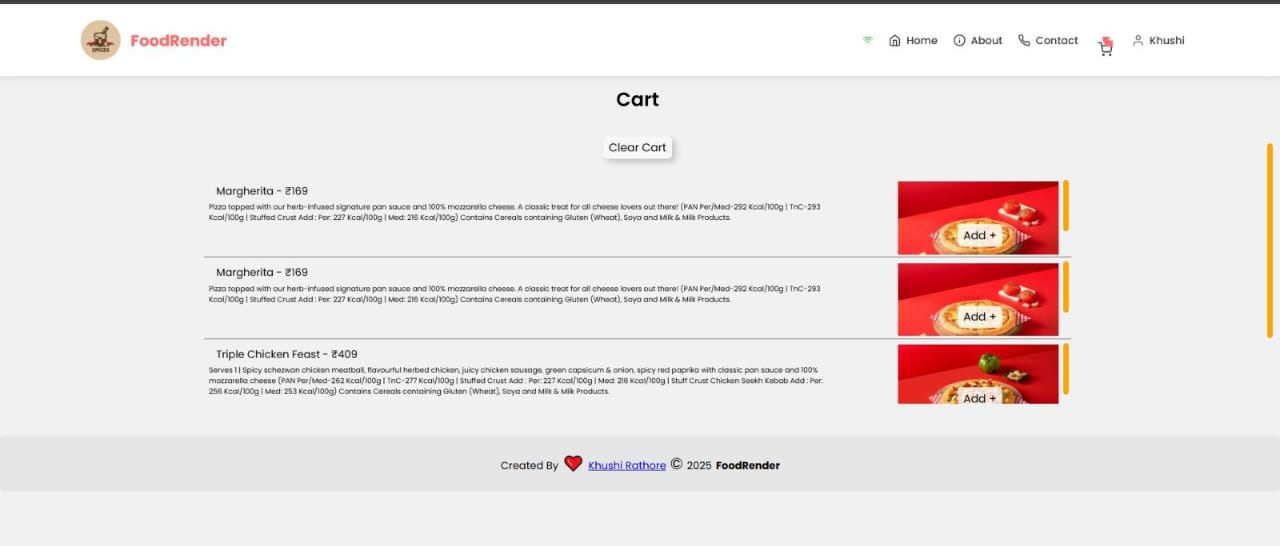 SPICES
FoodRender
Home
About
Contact
Khushi
Cart
Clear Cart
Margherita - ₹169
Pizza topped with our herb-infused signature pan sauce and 100% mozzarella cheese. A classic treat for all cheese lovers out there! (PAN Per/Med-292 Kcal/100g | TnC-293
Kcal/100g | Stuffed Crust Add : Per: 227 Kcal/100g | Med: 216 Kcal/100g) Contains Cereals containing Gluten (Wheat), Soya and Milk & Milk Products.
Add +
Margherita - ₹169
Pizza topped with our herb-infused signature pan sauce and 100% mozzarella cheese. A classic treat for all cheese lovers out there! (PAN Per/Med-292 Kcal/100g | TnC-293
Kcal/100g | Stuffed Crust Add : Per: 227 Kcal/100g | Med: 216 Kcal/100g) Contains Cereals containing Gluten (Wheat), Soya and Milk & Milk Products.
Add +
Triple Chicken Feast - ₹409
Serves 1 | Spicy schezwan chicken meatball, flavourful herbed chicken, juicy chicken sausage, green capsicum & onion, spicy red paprika with classic pan sauce and 100%
mozzarella cheese (PAN Per/Med-262 Kcal/100g | TnC-277 Kcal/100g | Stuffed Crust Add : Per: 227 Kcal/100g | Med: 216 Kcal/100g | Stuff Crust Chicken Seekh Kebab Add : Per:
256 Kcal/100g | Med: 253 Kcal/100g) Contains Cereals containing Gluten (Wheat), Soya and Milk & Milk Products.
Add +
Created By ❤ Khushi Rathore © 2025 FoodRender